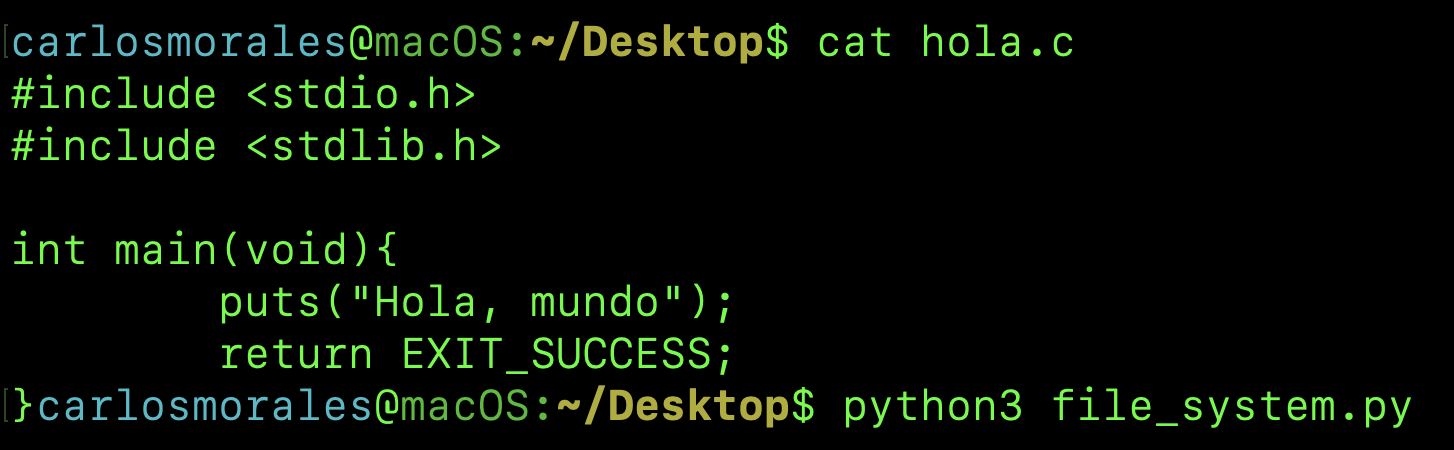 carlosmorales@macOS:~/Desktop$ cat hola.c
#include <stdio.h>
#include <stdlib.h>

int main(void){
        puts("Hola, mundo");
        return EXIT_SUCCESS;
}carlosmorales@macOS:~/Desktop$ python3 file_system.py